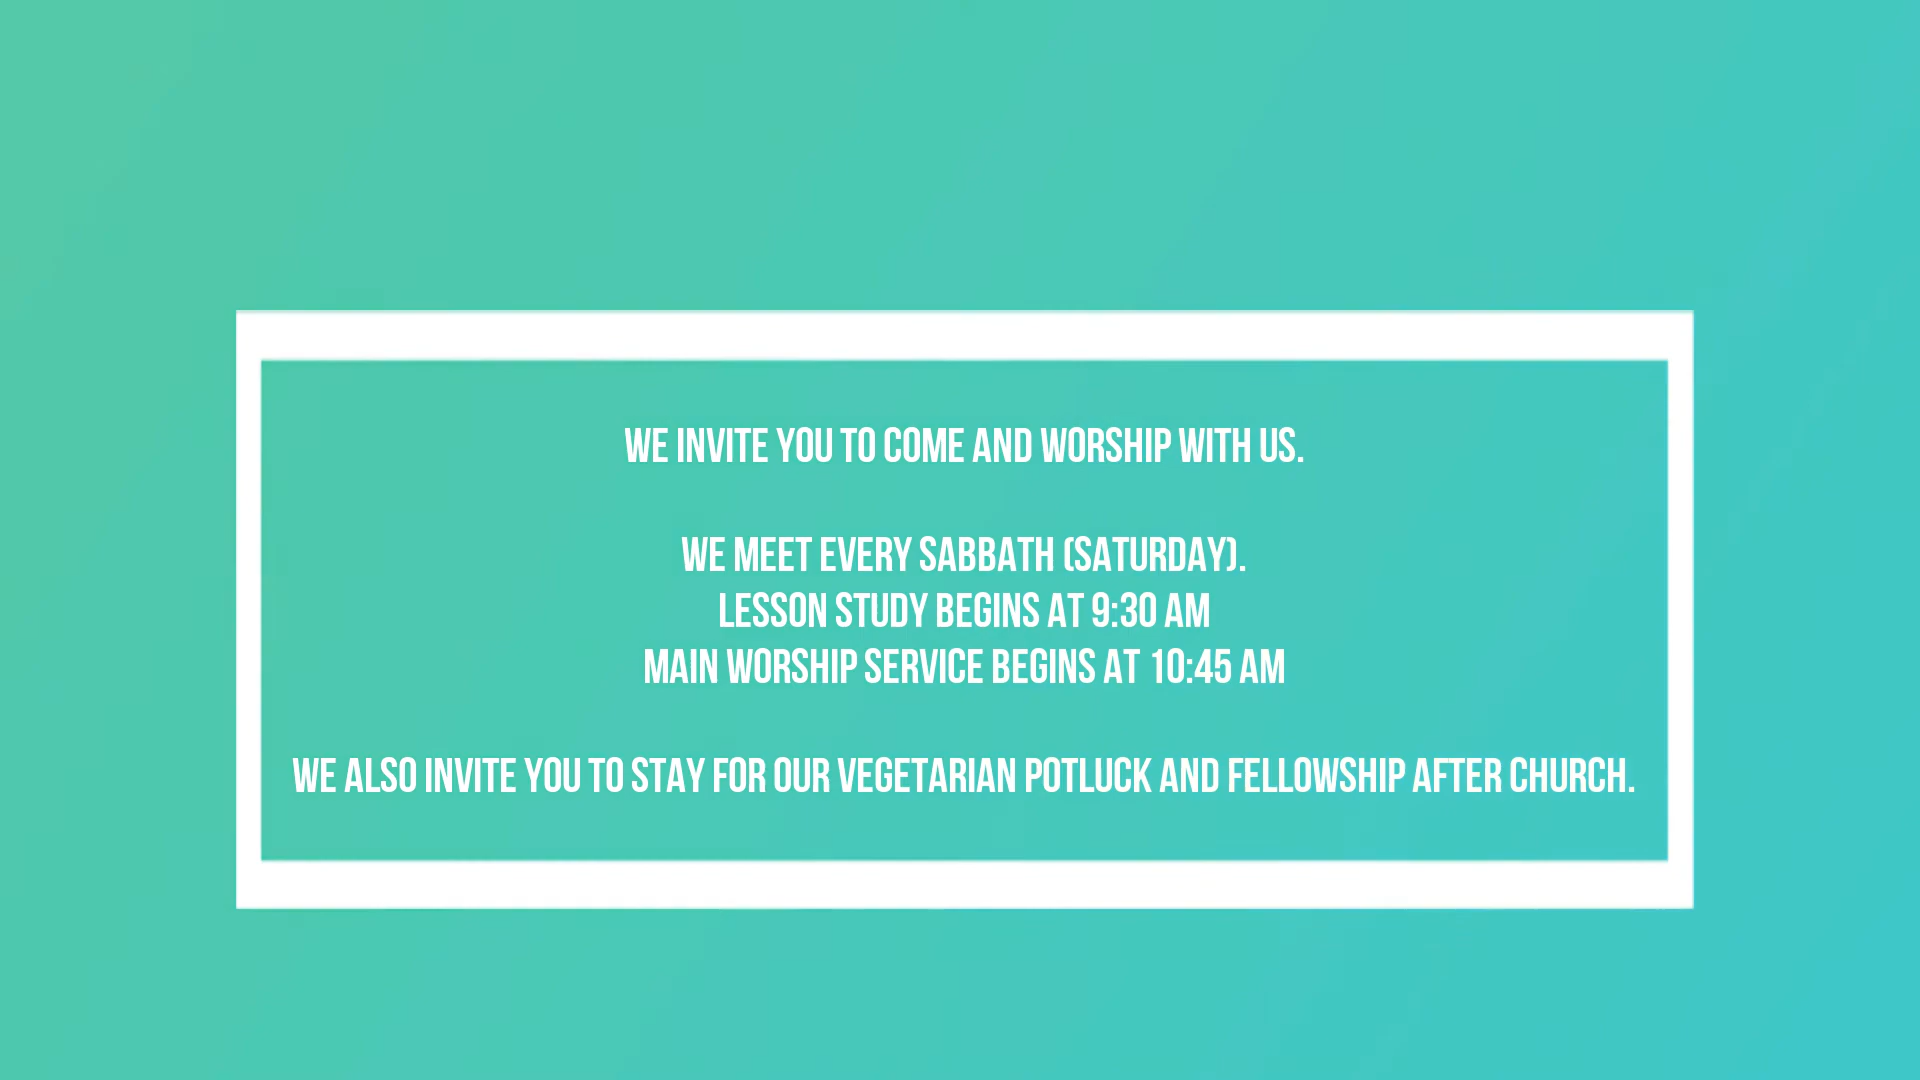 WE INVITE YOU TO COME AND WORSHIP WITH US.
WE MEET EVERY SABBATH (SATURDAY).
LESSON STUDY BEGINS AT 9:30 AM
MAIN WORSHIP SERVICE BEGINS AT 10:45 AM
WE ALSO INVITE YOU TO STAY FOR OUR VEGETARIAN POTLUCK AND FELLOWSHIP AFTER CHURCH.